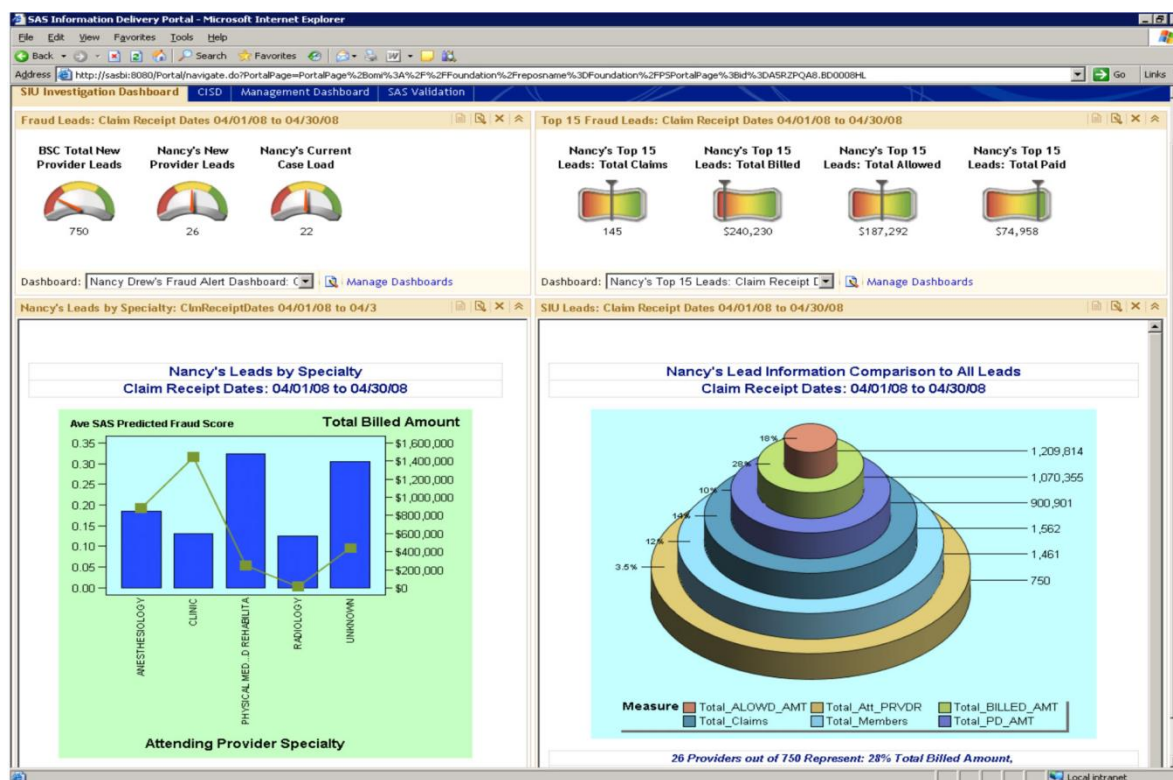 SAS Information Delivery Portal - Microsoft Internet Explorer
File Edit View Favorites Tools Help
Back Search Favorites
Address http://sasbi:8080/Portal/navigate.do?PortalPage=PortalPage%2Bomi%3A%2F%2FFoundation%2Freposname%3DFoundation%2FPSPortalPage%3Bid%3DA5RZPQA8.BD0008HL Go Links
SIU Investigation Dashboard CISD Management Dashboard SAS Validation
Fraud Leads: Claim Receipt Dates 04/01/08 to 04/30/08
BSC Total New Provider Leads
Nancy's New Provider Leads
Nancy's Current Case Load
750 26 22
Dashboard: Nancy Drew's Fraud Alert Dashboard: Manage Dashboards
Top 15 Fraud Leads: Claim Receipt Dates 04/01/08 to 04/30/08
Nancy's Top 15 Leads: Total Claims
Nancy's Top 15 Leads: Total Billed
Nancy's Top 15 Leads: Total Allowed
Nancy's Top 15 Leads: Total Paid
145 $240,230 $187,292 $74,958
Dashboard: Nancy's Top 15 Leads: Claim Receipt Manage Dashboards
Nancy's Leads by Specialty: ClmReceiptDates 04/01/08 to 04/3
Nancy's Leads by Specialty
Claim Receipt Dates: 04/01/08 to 04/30/08
Ave SAS Predicted Fraud Score Total Billed Amount
0.35 $1,600,000
0.30 $1,400,000
0.25 $1,200,000
0.20 $1,000,000
0.15 $800,000
0.10 $600,000
0.05 $400,000
0.00 $200,000
$0
ANESTHESIOLOGY
CLINIC
PHYSICAL MED...D REHABILITA
RADIOLOGY
UNKNOWN
Attending Provider Specialty
SIU Leads: Claim Receipt Dates 04/01/08 to 04/30/08
Nancy's Lead Information Comparison to All Leads
Claim Receipt Dates: 04/01/08 to 04/30/08
18% 1,209,814
28% 1,070,355
10% 900,901
14% 1,562
12% 1,461
3.5% 750
Measure Total_ALOWD_AMT Total_Att_PRVDR Total_BILLED_AMT
Total_Claims Total_Members Total_PD_AMT
26 Providers out of 750 Represent: 28% Total Billed Amount,
Local intranet